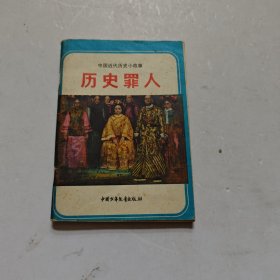 中国近代历史小故事
历史罪人
中国少年儿童出版社